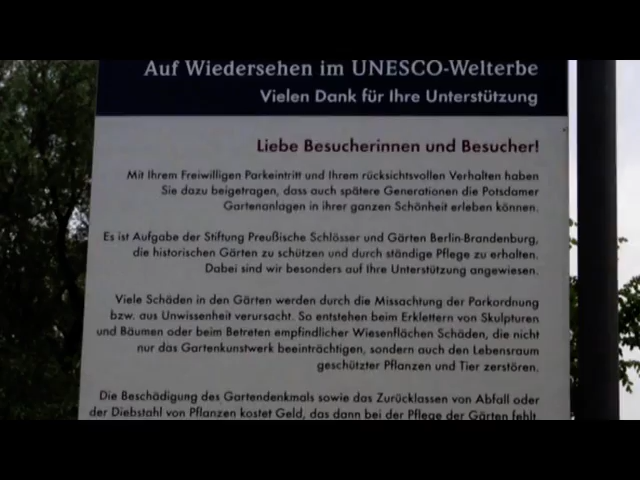 Auf Wiedersehen im UNESCO-Welterbe
Vielen Dank für Ihre Unterstützung
Liebe Besucherinnen und Besucher!
Mit Ihrem Freiwilligen Parkeintritt und Ihrem rücksichtsvollen Verhalten haben
Sie dazu beigetragen, dass auch spätere Generationen die Potsdamer
Gartenanlagen in ihrer ganzen Schönheit erleben können.
Es ist Aufgabe der Stiftung Preußische Schlösser und Gärten Berlin-Brandenburg,
die historischen Gärten zu schützen und durch ständige Pflege zu erhalten.
Dabei sind wir besonders auf Ihre Unterstützung angewiesen.
Viele Schäden in den Gärten werden durch die Missachtung der Parkordnung
bzw. aus Unwissenheit verursacht. So entstehen beim Erklettern von Skulpturen
und Bäumen oder beim Betreten empfindlicher Wiesenflächen Schäden, die nicht
nur das Gartenkunstwerk beeinträchtigen, sondern auch den Lebensraum
geschützter Pflanzen und Tier zerstören.
Die Beschädigung des Gartendenkmals sowie das Zurücklassen von Abfall oder
der Diebstahl von Pflanzen kostet Geld, das dann bei der Pflege der Gärten fehlt.